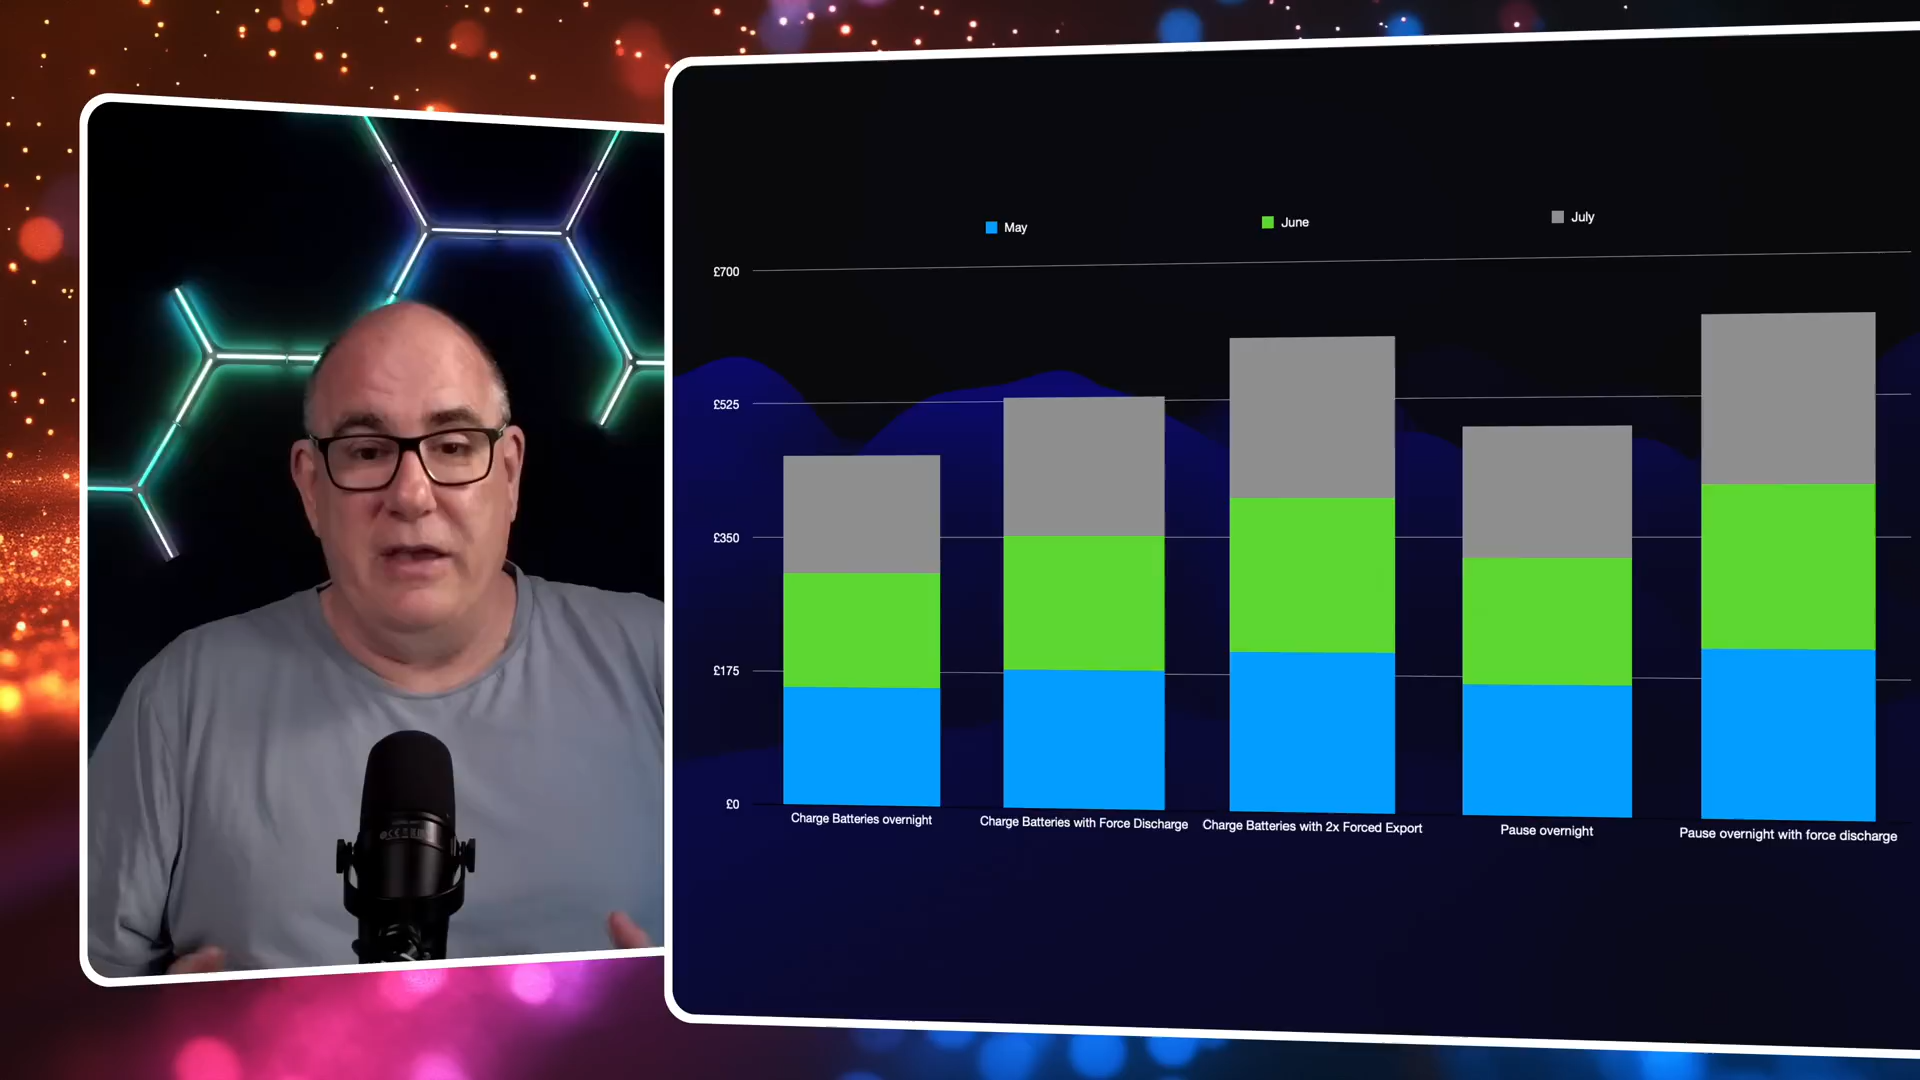 May
June
July
£700
£525
£350
£175
£0
Charge Batteries overnight
Charge Batteries with Force Discharge
Charge Batteries with 2x Forced Export
Pause overnight
Pause overnight with force discharge